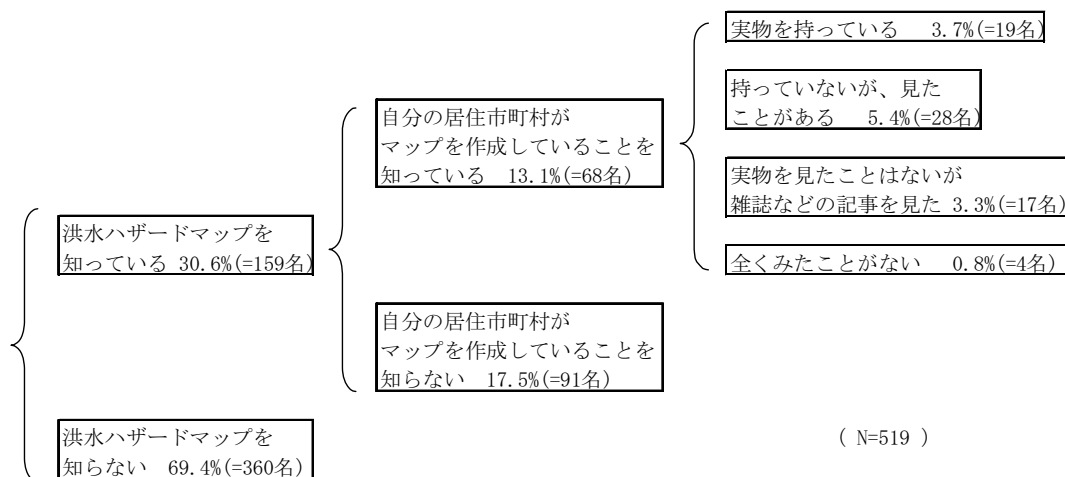 実物を持っている 3.7%(=19名)
持っていないが、見た
ことがある 5.4%(=28名)
自分の居住市町村が
マップを作成していることを
知っている 13.1%(=68名)
実物を見たことはないが
雑誌などの記事を見た 3.3%(=17名)
洪水ハザードマップを
知っている 30.6%(=159名)
全くみたことがない 0.8%(=4名)
自分の居住市町村が
マップを作成していることを
知らない 17.5%(=91名)
洪水ハザードマップを
知らない 69.4%(=360名)
( N=519 )